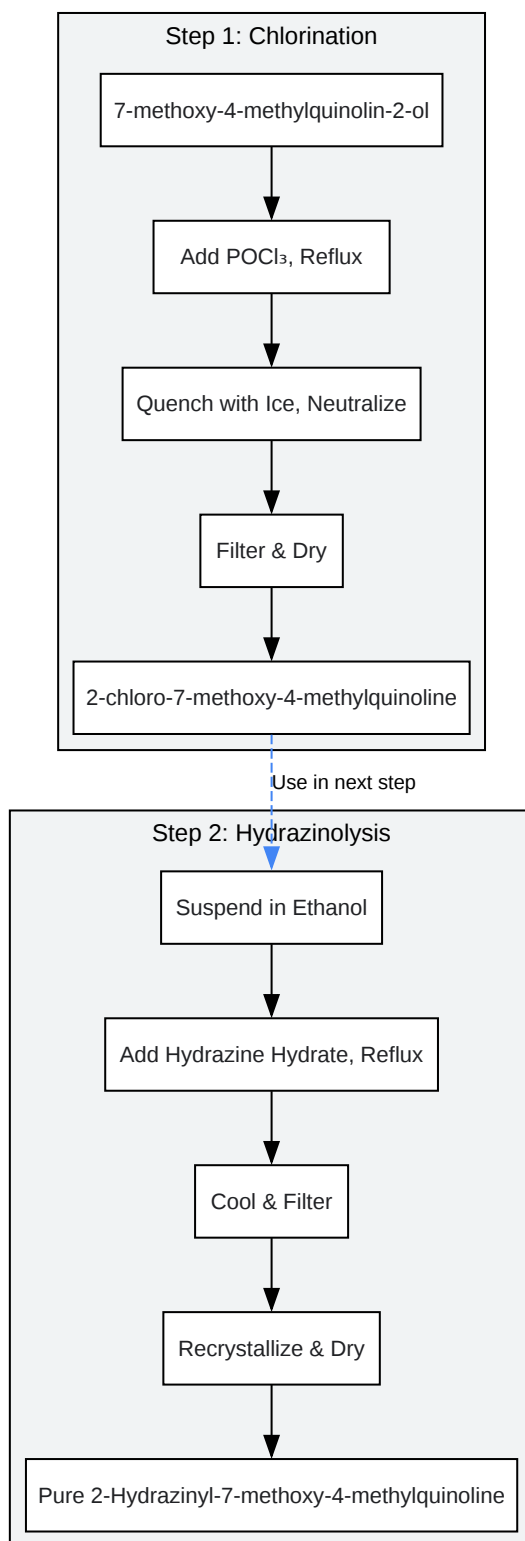 Step 1: Chlorination
7-methoxy-4-methylquinolin-2-ol
Add POCl₃, Reflux
Quench with Ice, Neutralize
Filter & Dry
2-chloro-7-methoxy-4-methylquinoline
Use in next step
Step 2: Hydrazinolysis
Suspend in Ethanol
Add Hydrazine Hydrate, Reflux
Cool & Filter
Recrystallize & Dry
Pure 2-Hydrazinyl-7-methoxy-4-methylquinoline